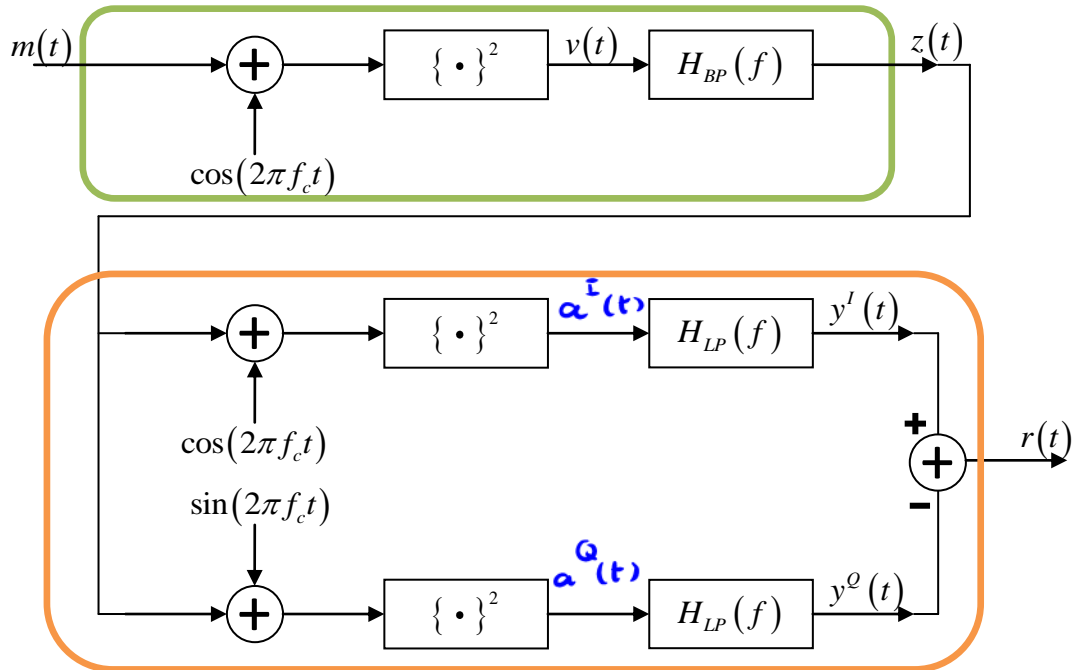 m(t) + { • }² v(t) H_BP(f) z(t)
cos(2πf_c t)
+ { • }² a^I(t) H_LP(f) y^I(t)
cos(2πf_c t)
+
+ r(t)
sin(2πf_c t)
−
+ { • }² a^Q(t) H_LP(f) y^Q(t)